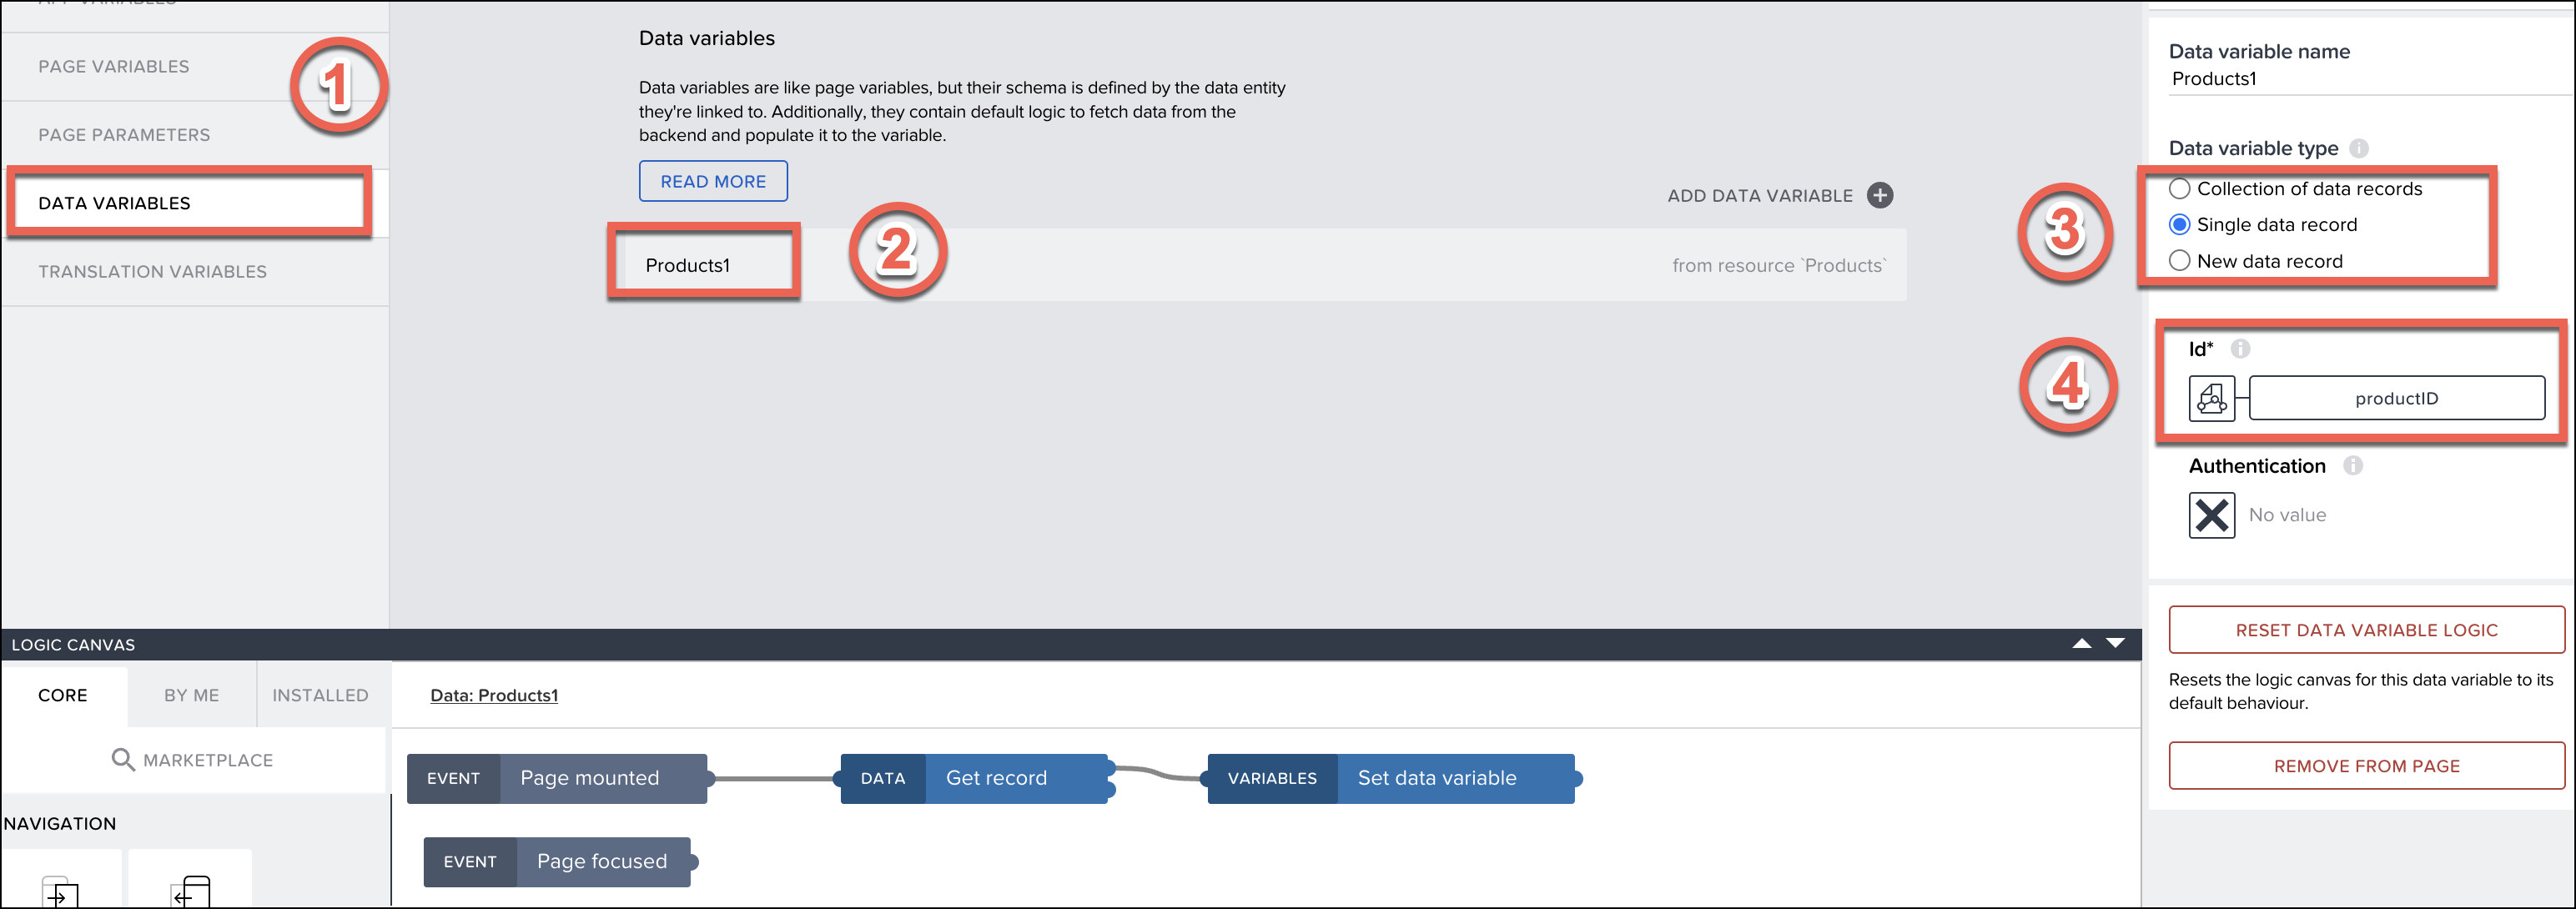 APP VARIABLES
PAGE VARIABLES
1
PAGE PARAMETERS
DATA VARIABLES
TRANSLATION VARIABLES
Data variables
Data variables are like page variables, but their schema is defined by the data entity
they're linked to. Additionally, they contain default logic to fetch data from the
backend and populate it to the variable.
READ MORE
ADD DATA VARIABLE
Products1
2
from resource `Products`
Data variable name
Products1
Data variable type
3
Collection of data records
Single data record
New data record
4
Id*
productID
Authentication
No value
RESET DATA VARIABLE LOGIC
Resets the logic canvas for this data variable to its
default behaviour.
REMOVE FROM PAGE
LOGIC CANVAS
CORE
BY ME
INSTALLED
MARKETPLACE
NAVIGATION
Data: Products1
EVENT Page mounted
DATA Get record
VARIABLES Set data variable
EVENT Page focused